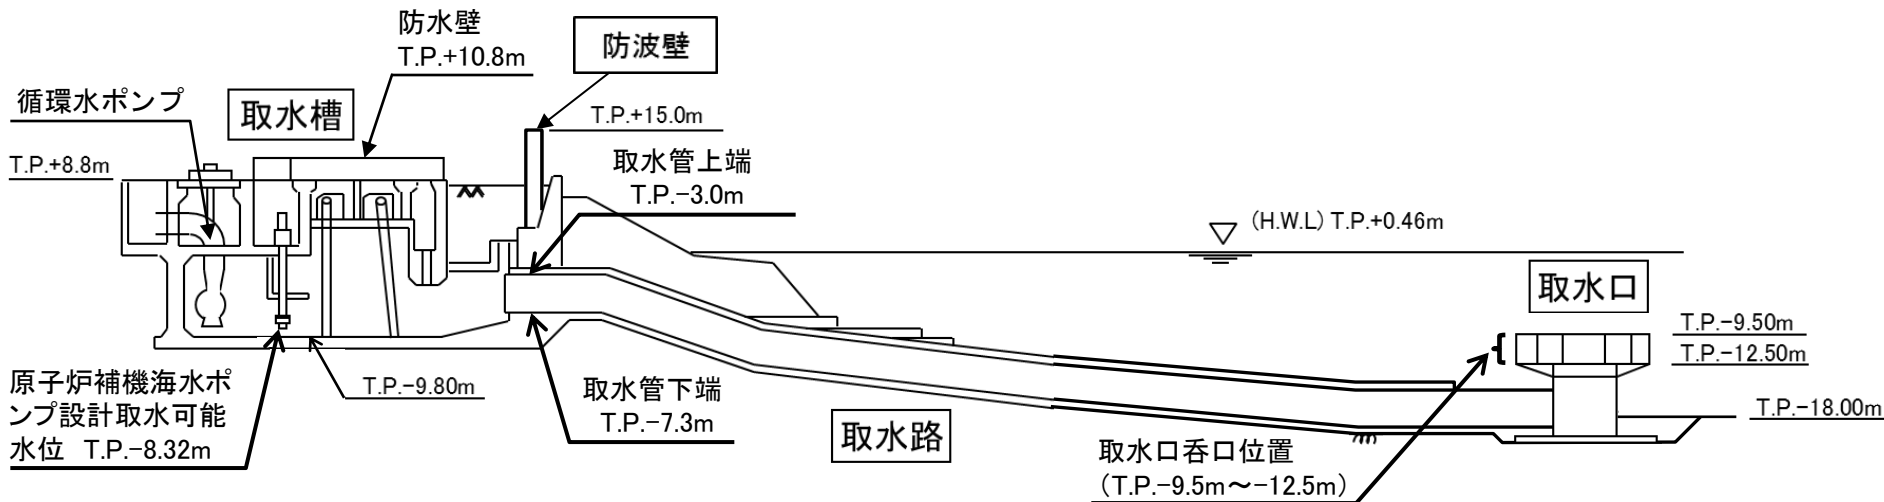 防水壁
T.P.+10.8m
防波壁
循環水ポンプ
取水槽
T.P.+15.0m
T.P.+8.8m
取水管上端
T.P.-3.0m
(H.W.L) T.P.+0.46m
取水口
T.P.-9.50m
T.P.-12.50m
原子炉補機海水ポ
ンプ設計取水可能
水位 T.P.-8.32m
T.P.-9.80m
取水管下端
T.P.-7.3m
取水路
T.P.-18.00m
取水口呑口位置
(T.P.-9.5m～-12.5m)